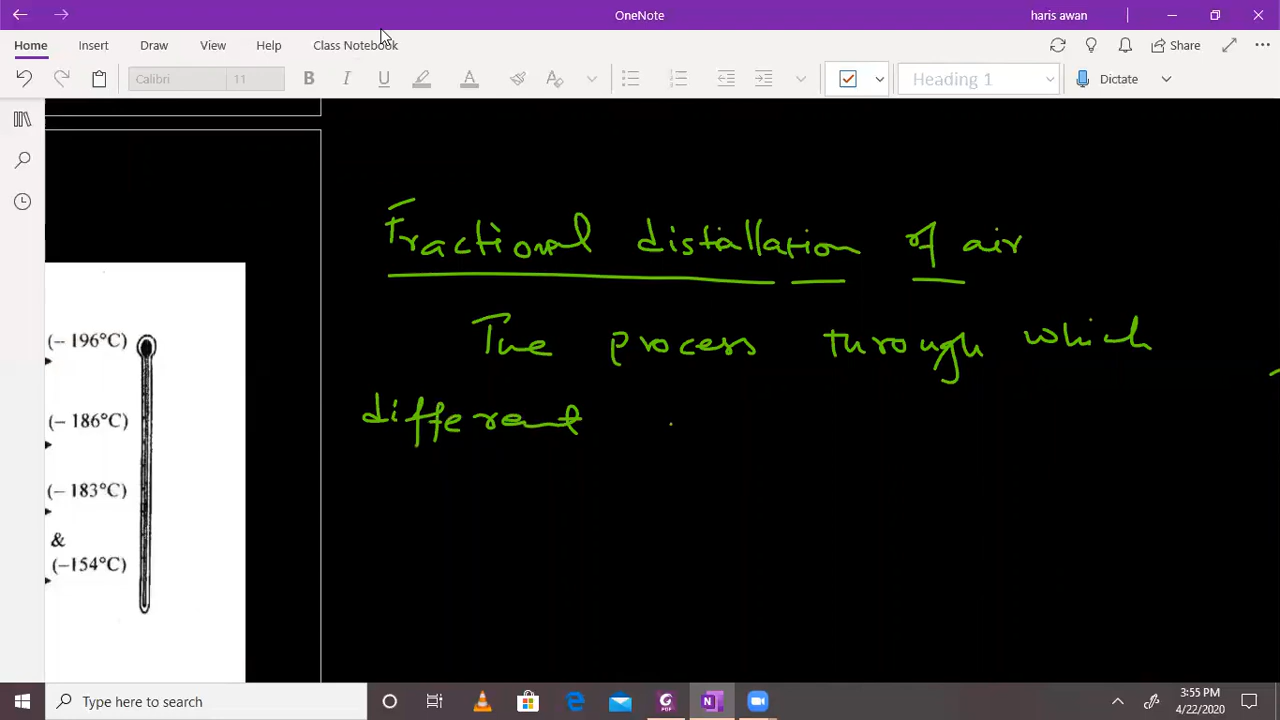 OneNote
haris awan
Home Insert Draw View Help Class Notebook
Share
Calibri 11 B I U A A Heading 1 Dictate
Fractional distallation of air
The process through which
different
(– 196°C)
(– 186°C)
(– 183°C)
&
(–154°C)
Type here to search
3:55 PM
4/22/2020